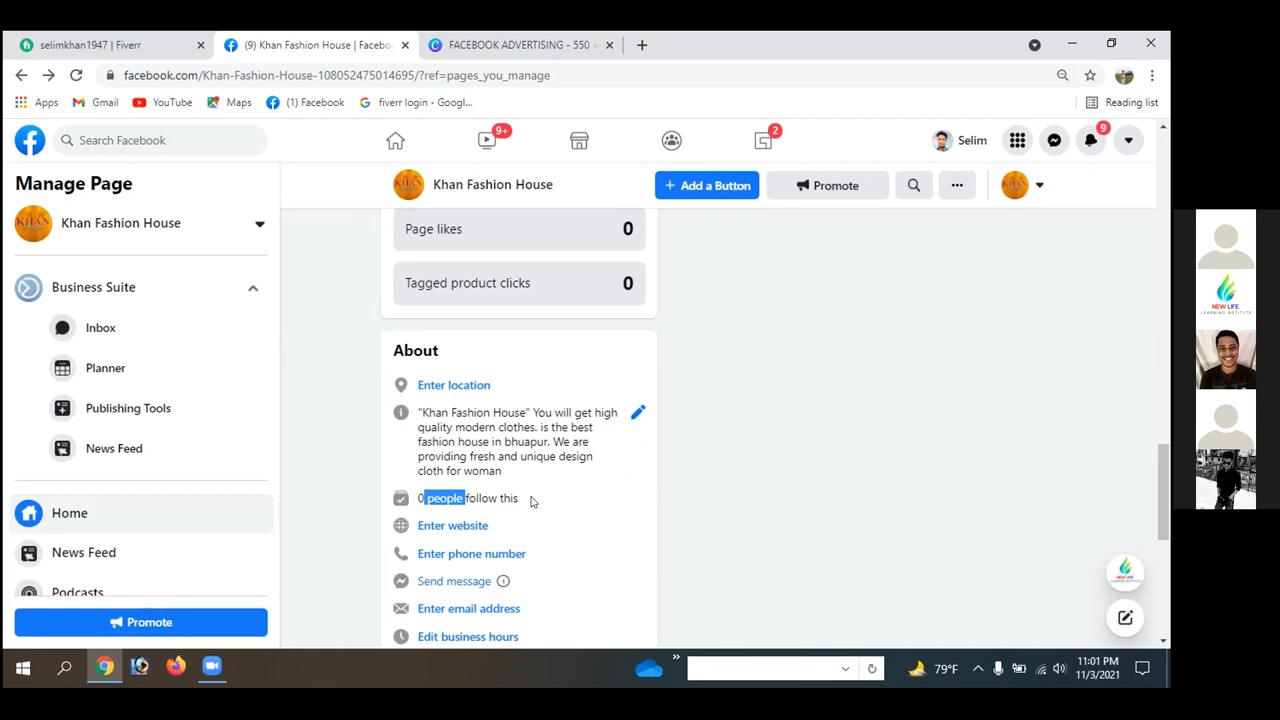 selimkhan1947 | Fiverr
(9) Khan Fashion House | Facebo
FACEBOOK ADVERTISING - 550
facebook.com/Khan-Fashion-House-108052475014695/?ref=pages_you_manage
Apps
Gmail
YouTube
Maps
(1) Facebook
fiverr login - Googl...
Reading list
Search Facebook
9+
2
Selim
9
Manage Page
KHAN
Khan Fashion House
+ Add a Button
Promote
Khan Fashion House
Business Suite
Inbox
Planner
Publishing Tools
News Feed
Home
News Feed
Podcasts
Promote
Page likes 0
Tagged product clicks 0
About
Enter location
"Khan Fashion House" You will get high
quality modern clothes. is the best
fashion house in bhuapur. We are
providing fresh and unique design
cloth for woman
0 people follow this
Enter website
Enter phone number
Send message
Enter email address
Edit business hours
NEW LIFE
LEARNING INSTITUTE
79°F
11:01 PM
11/3/2021